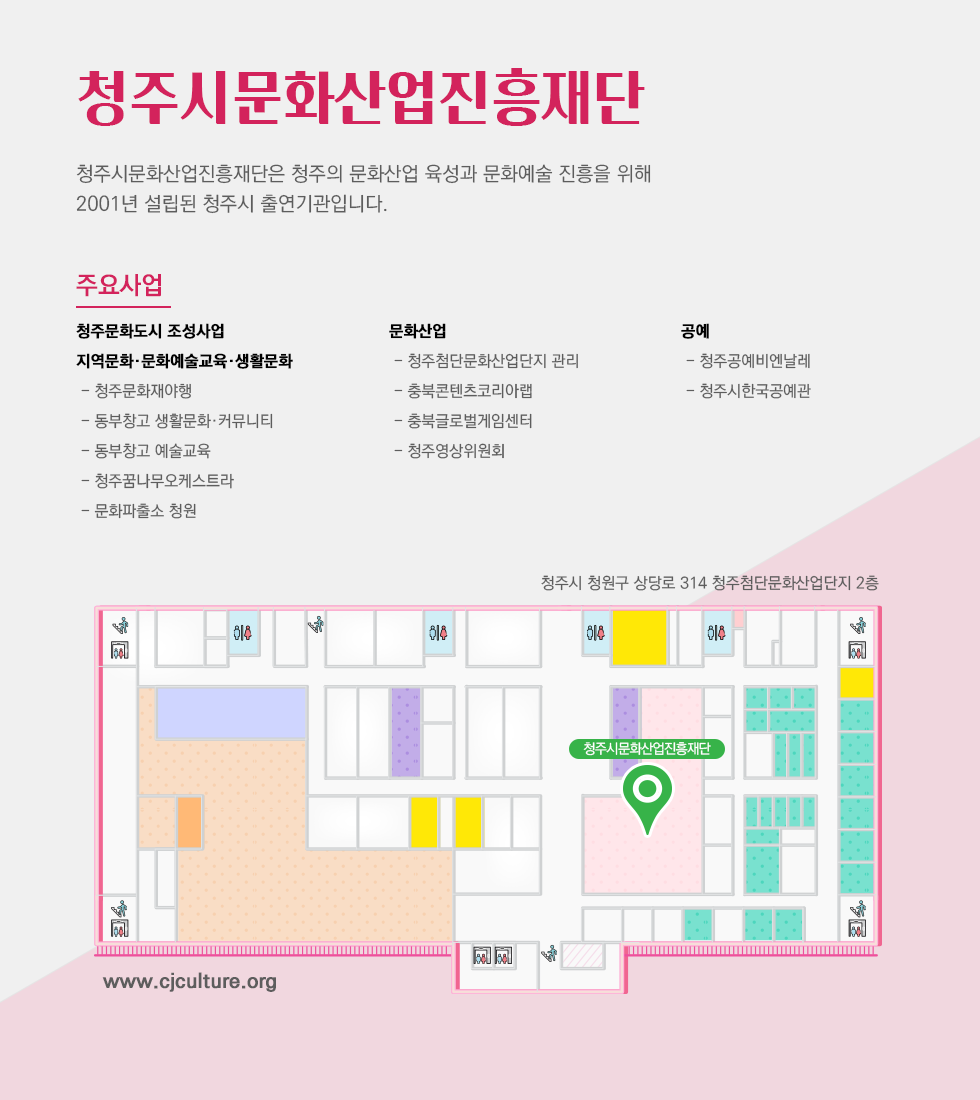 청주시문화산업진흥재단
청주시문화산업진흥재단은 청주의 문화산업 육성과 문화예술 진흥을 위해
2001년 설립된 청주시 출연기관입니다.
주요사업
청주문화도시 조성사업
지역문화·문화예술교육·생활문화
- 청주문화재야행
- 동부창고 생활문화·커뮤니티
- 동부창고 예술교육
- 청주꿈나무오케스트라
- 문화파출소 청원
문화산업
- 청주첨단문화산업단지 관리
- 충북콘텐츠코리아랩
- 충북글로벌게임센터
- 청주영상위원회
공예
- 청주공예비엔날레
- 청주시한국공예관
청주시 청원구 상당로 314 청주첨단문화산업단지 2층
청주시문화산업진흥재단
www.cjculture.org